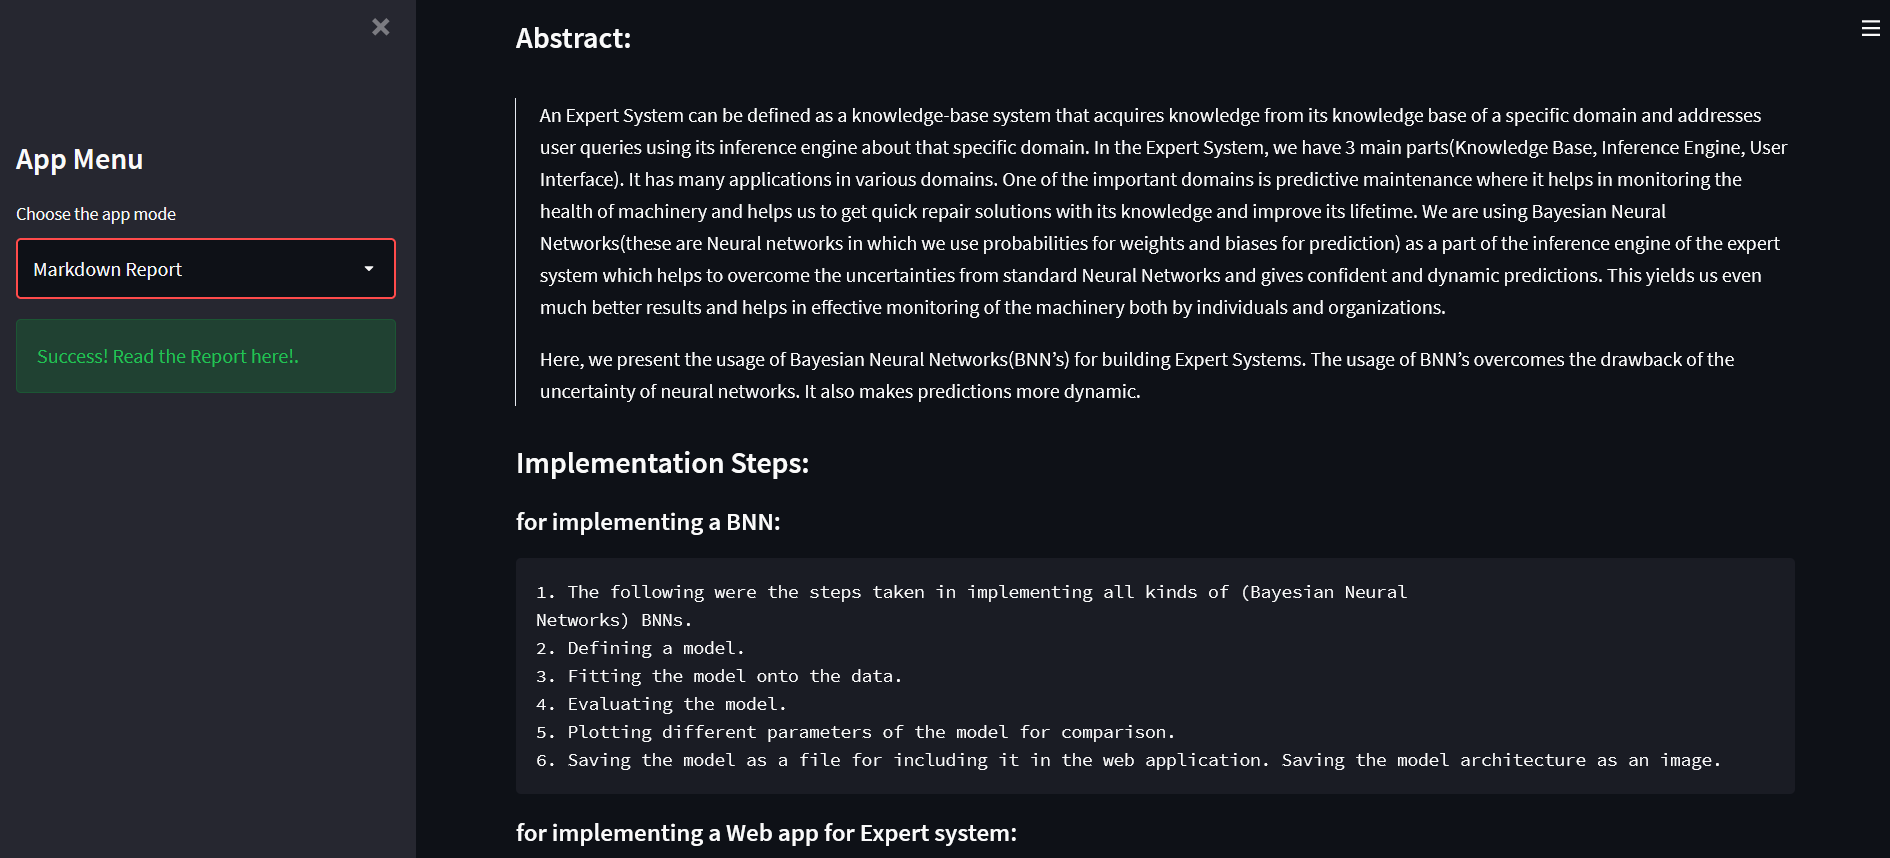 App Menu
Choose the app mode
Markdown Report
Success! Read the Report here!.
Abstract:
An Expert System can be defined as a knowledge-base system that acquires knowledge from its knowledge base of a specific domain and addresses
user queries using its inference engine about that specific domain. In the Expert System, we have 3 main parts(Knowledge Base, Inference Engine, User
Interface). It has many applications in various domains. One of the important domains is predictive maintenance where it helps in monitoring the
health of machinery and helps us to get quick repair solutions with its knowledge and improve its lifetime. We are using Bayesian Neural
Networks(these are Neural networks in which we use probabilities for weights and biases for prediction) as a part of the inference engine of the expert
system which helps to overcome the uncertainties from standard Neural Networks and gives confident and dynamic predictions. This yields us even
much better results and helps in effective monitoring of the machinery both by individuals and organizations.
Here, we present the usage of Bayesian Neural Networks(BNN’s) for building Expert Systems. The usage of BNN’s overcomes the drawback of the
uncertainty of neural networks. It also makes predictions more dynamic.
Implementation Steps:
for implementing a BNN:
1. The following were the steps taken in implementing all kinds of (Bayesian Neural
Networks) BNNs.
2. Defining a model.
3. Fitting the model onto the data.
4. Evaluating the model.
5. Plotting different parameters of the model for comparison.
6. Saving the model as a file for including it in the web application. Saving the model architecture as an image.
for implementing a Web app for Expert system: